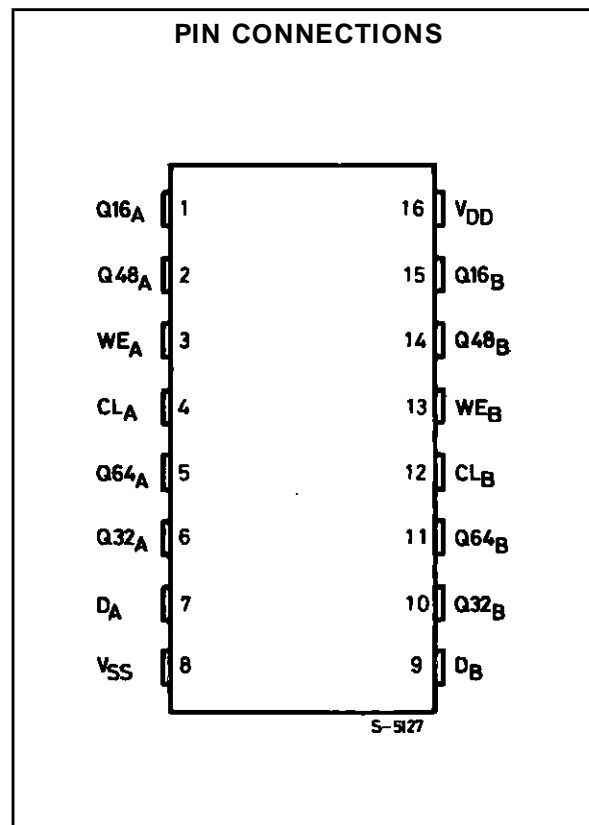 PIN CONNECTIONS
Q16A 1 16 VDD
Q48A 2 15 Q16B
WEA 3 14 Q48B
CLA 4 13 WEB
Q64A 5 12 CLB
Q32A 6 11 Q64B
DA 7 10 Q32B
VSS 8 9 DB
S-5127